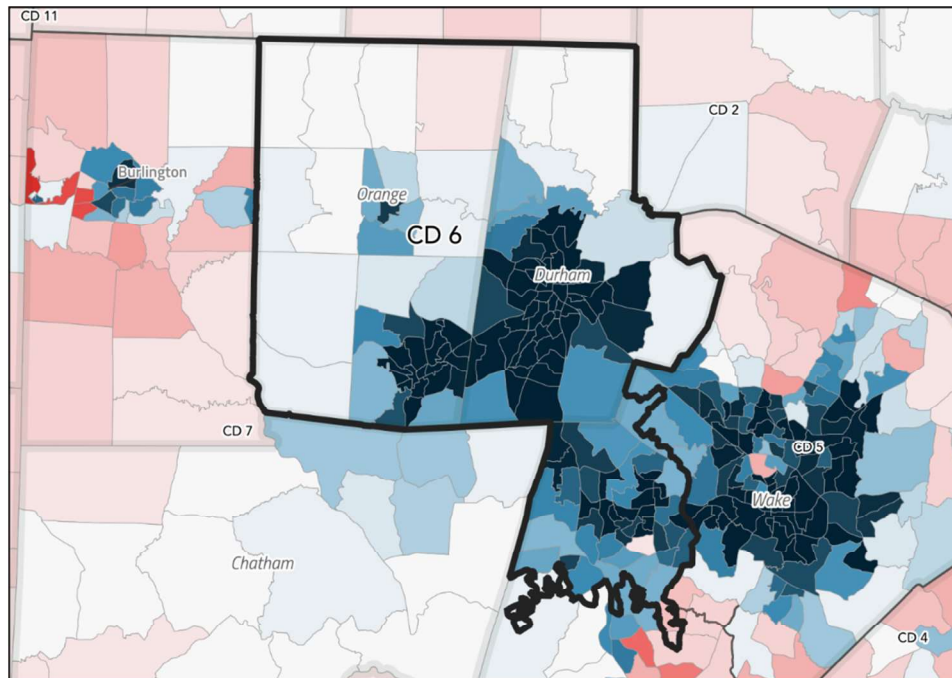 CD 11
CD 2
Burlington
Orange
CD 6
Durham
CD 7
CD 5
Wake
Chatham
CD 4